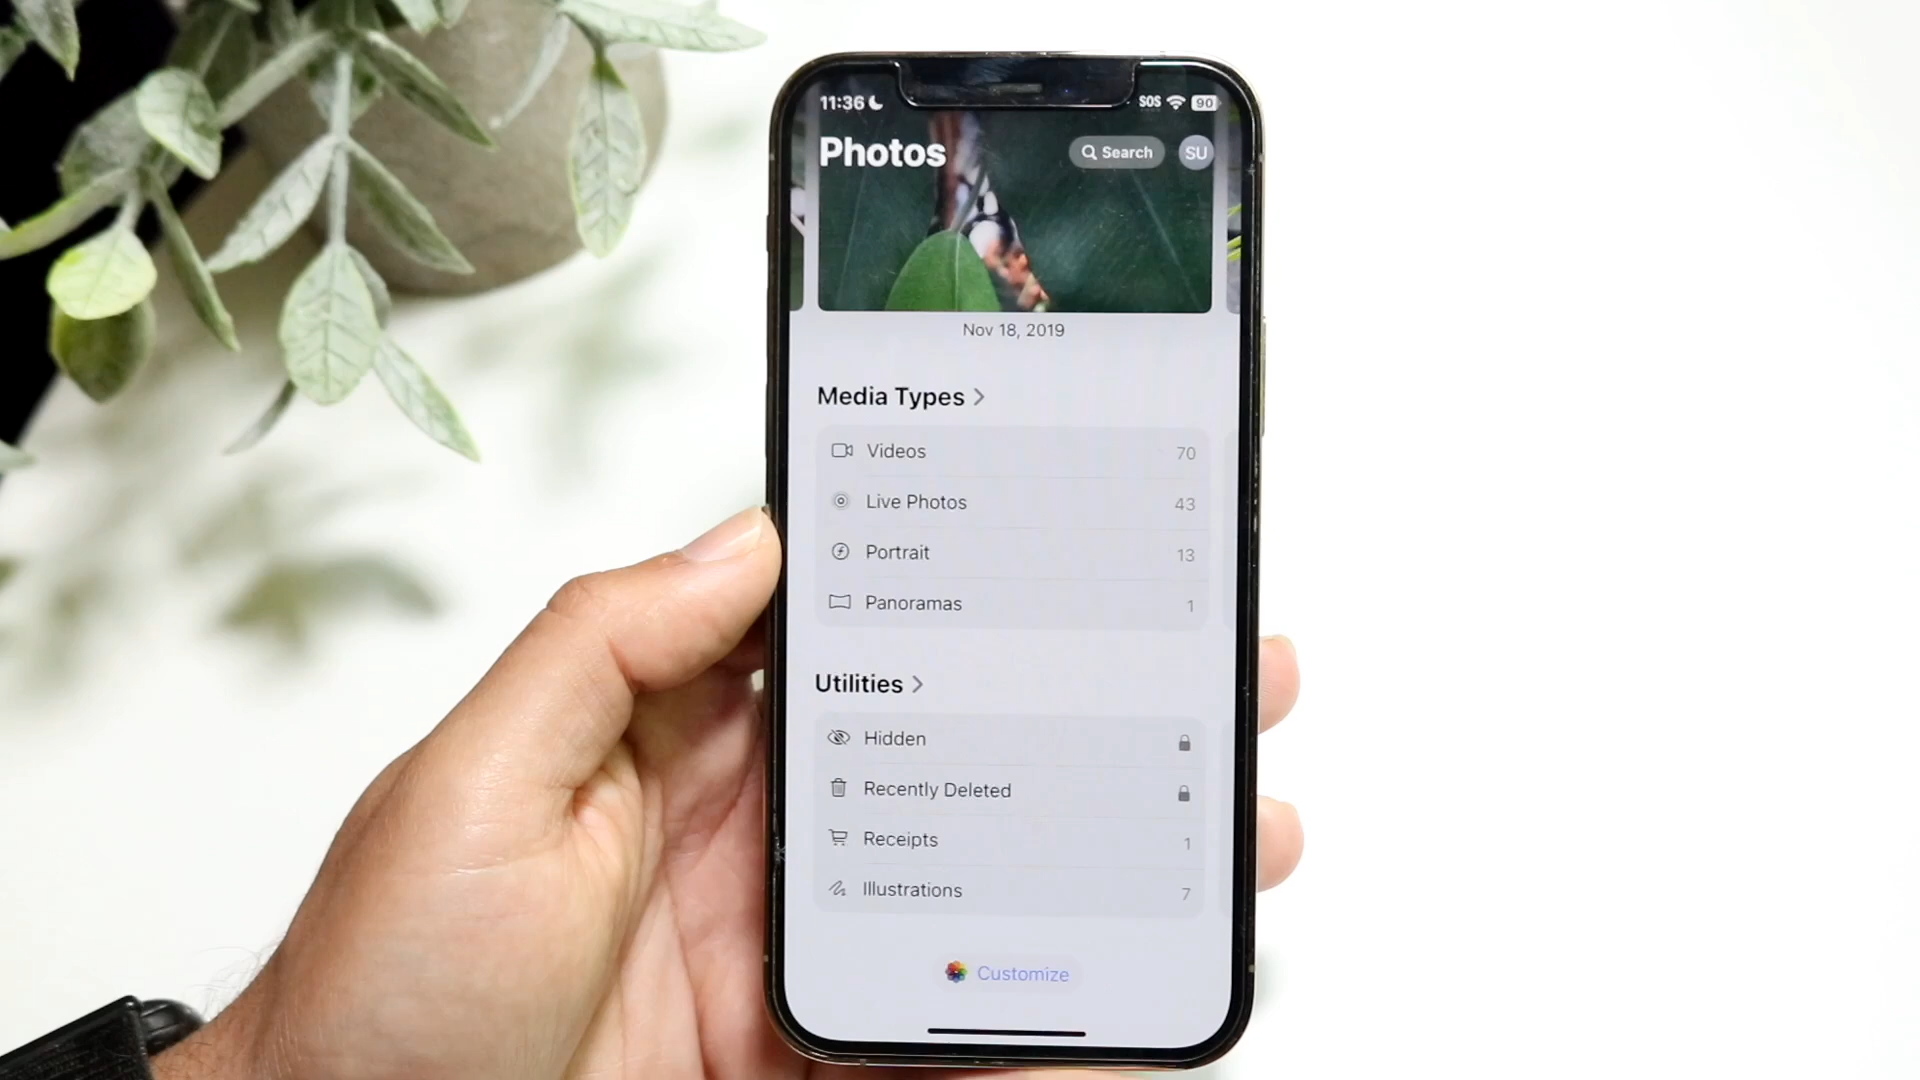 11:36 SOS 90
Photos Search SU
Nov 18, 2019
Media Types
Videos 70
Live Photos 43
Portrait 13
Panoramas 1
Utilities
Hidden
Recently Deleted
Receipts 1
Illustrations 7
Customize